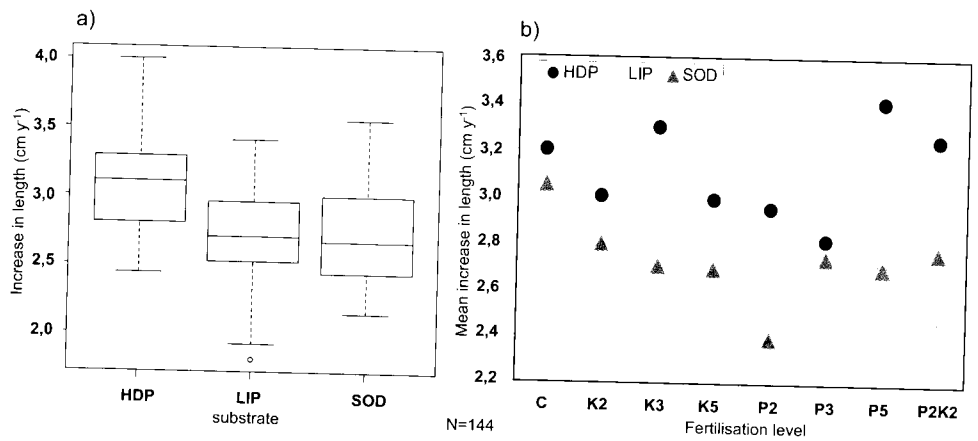 a)
Increase in length (cm y⁻¹)
4,0
3,5
3,0
2,5
2,0
HDP LIP SOD
substrate
N=144
b)
Mean increase in length (cm y⁻¹)
3,6
3,4
3,2
3,0
2,8
2,6
2,4
2,2
HDP LIP SOD
C K2 K3 K5 P2 P3 P5 P2K2
Fertilisation level